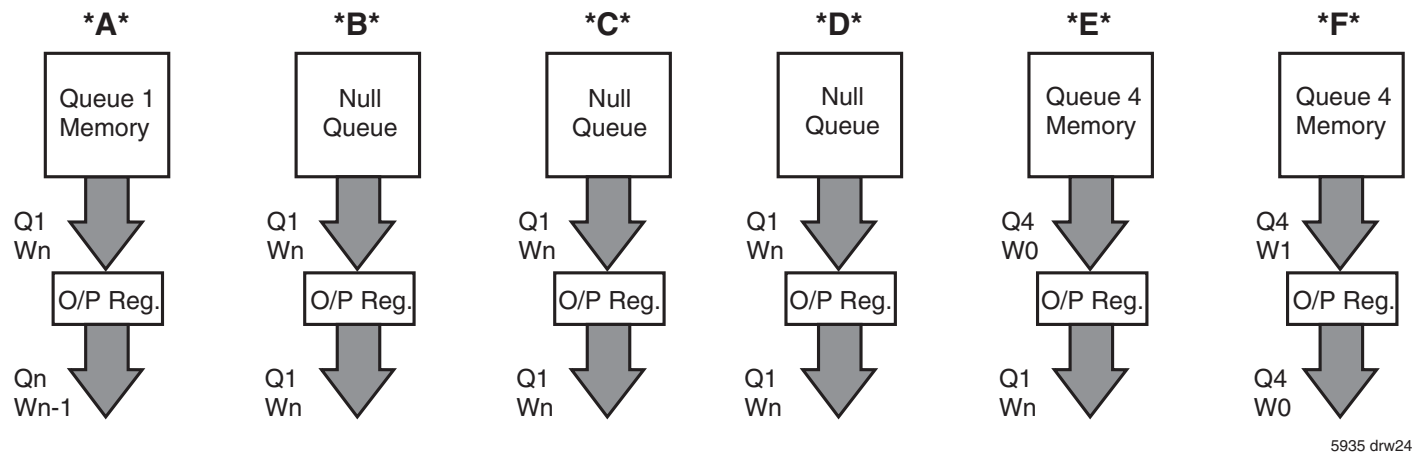 *A*
*B*
*C*
*D*
*E*
*F*
Queue 1
Memory
Null
Queue
Null
Queue
Null
Queue
Queue 4
Memory
Queue 4
Memory
Q1
Wn
Q1
Wn
Q1
Wn
Q1
Wn
Q4
W0
Q4
W1
O/P Reg.
O/P Reg.
O/P Reg.
O/P Reg.
O/P Reg.
O/P Reg.
Qn
Wn-1
Q1
Wn
Q1
Wn
Q1
Wn
Q1
Wn
Q4
W0
5935 drw24